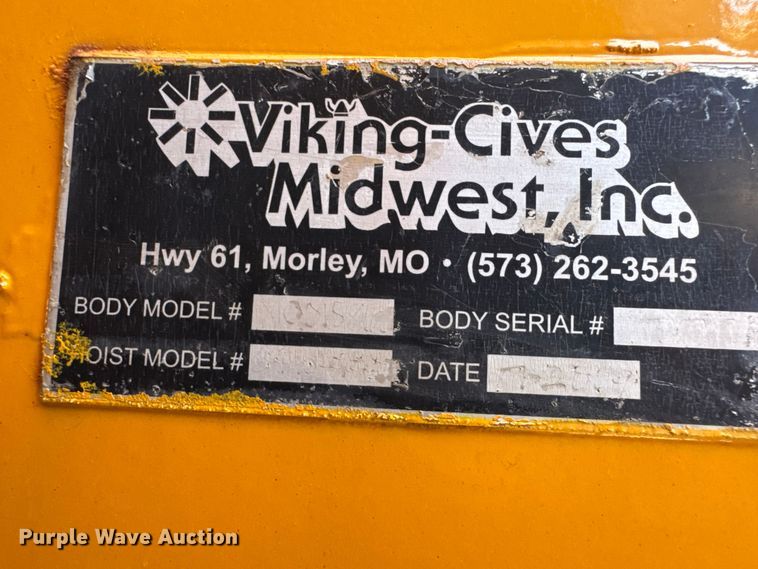 Viking-Cives
Midwest, Inc.
Hwy 61, Morley, MO • (573) 262-3545
BODY MODEL #
BODY SERIAL #
HOIST MODEL #
DATE
Purple Wave Auction